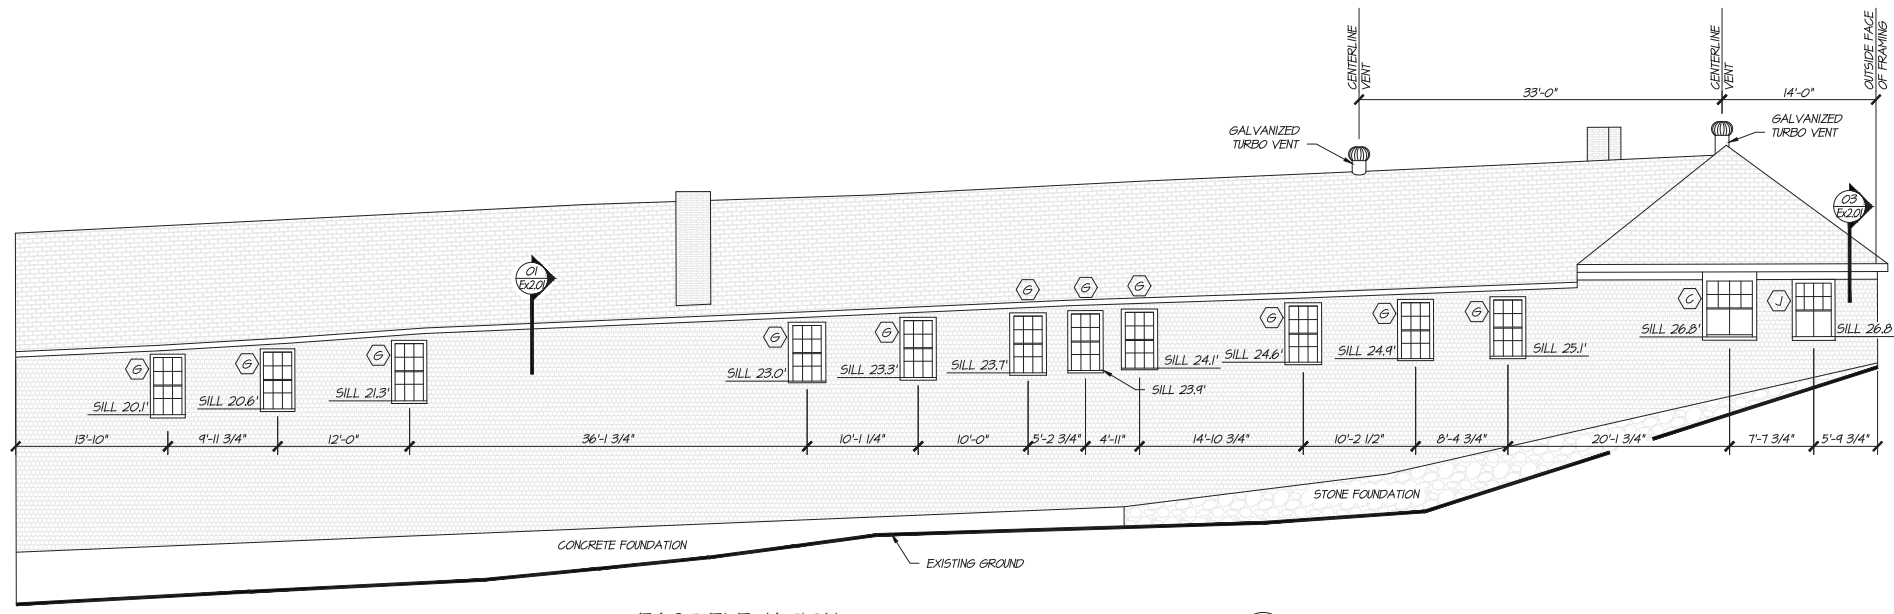 CENTERLINE
VENT
CENTERLINE
VENT
OUTSIDE FACE
OF FRAMING
33'-0"
14'-0"
GALVANIZED
TURBO VENT
GALVANIZED
TURBO VENT
03
Ex2.01
01
Ex2.01
G
G
G
G
G
G
G
G
G
G
G
G
C
J
SILL 20.1'
SILL 20.6'
SILL 21.3'
SILL 23.0'
SILL 23.3'
SILL 23.7'
SILL 23.9'
SILL 24.1'
SILL 24.6'
SILL 24.9'
SILL 25.1'
SILL 26.8'
SILL 26.8
13'-10"
9'-11 3/4"
12'-0"
36'-1 3/4"
10'-1 1/4"
10'-0"
5'-2 3/4"
4'-11"
14'-10 3/4"
10'-2 1/2"
8'-4 3/4"
20'-1 3/4"
7'-7 3/4"
5'-9 3/4"
STONE FOUNDATION
CONCRETE FOUNDATION
EXISTING GROUND